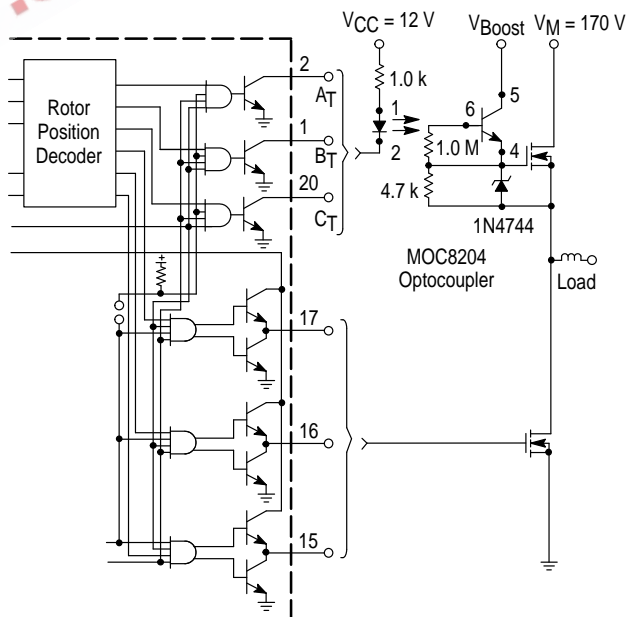 VCC = 12 V
VBoost
VM = 170 V
2
AT
1.0 k
1
5
6
Rotor
Position
Decoder
1
BT
2
1.0 M
4
20
CT
4.7 k
1N4744
MOC8204
Optocoupler
Load
+
17
16
15